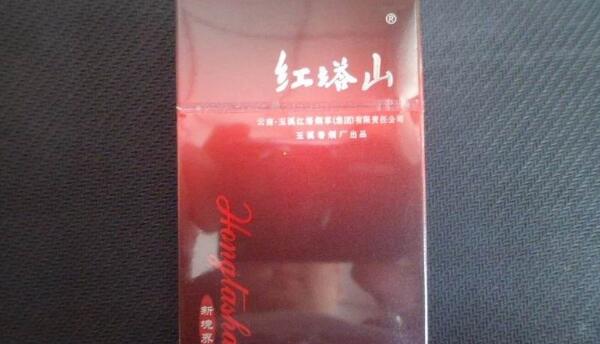 ®
红塔山
云南·玉溪红塔烟草(集团)有限责任公司
玉溪卷烟厂出品
Hongtasha
新境界